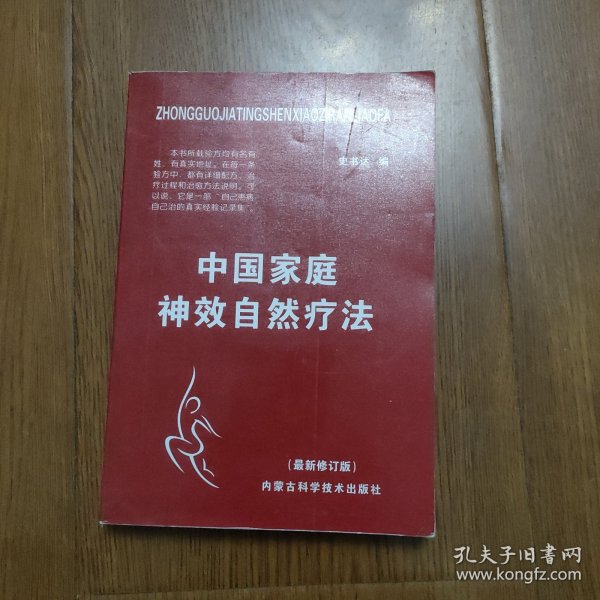 ZHONGGUOJIATINGSHENXIAOZIRANLIAOFA
本书所载验方均有名有
姓，有真实地址。在每一条
验方中，都有详细配方、治
疗过程和治验方法说明。可
以说，它是一部“自己患病
自己治的真实经验记录集”。
史书达 编
中国家庭
神效自然疗法
（最新修订版）
内蒙古科学技术出版社
孔夫子旧书网
www.kongfz.com